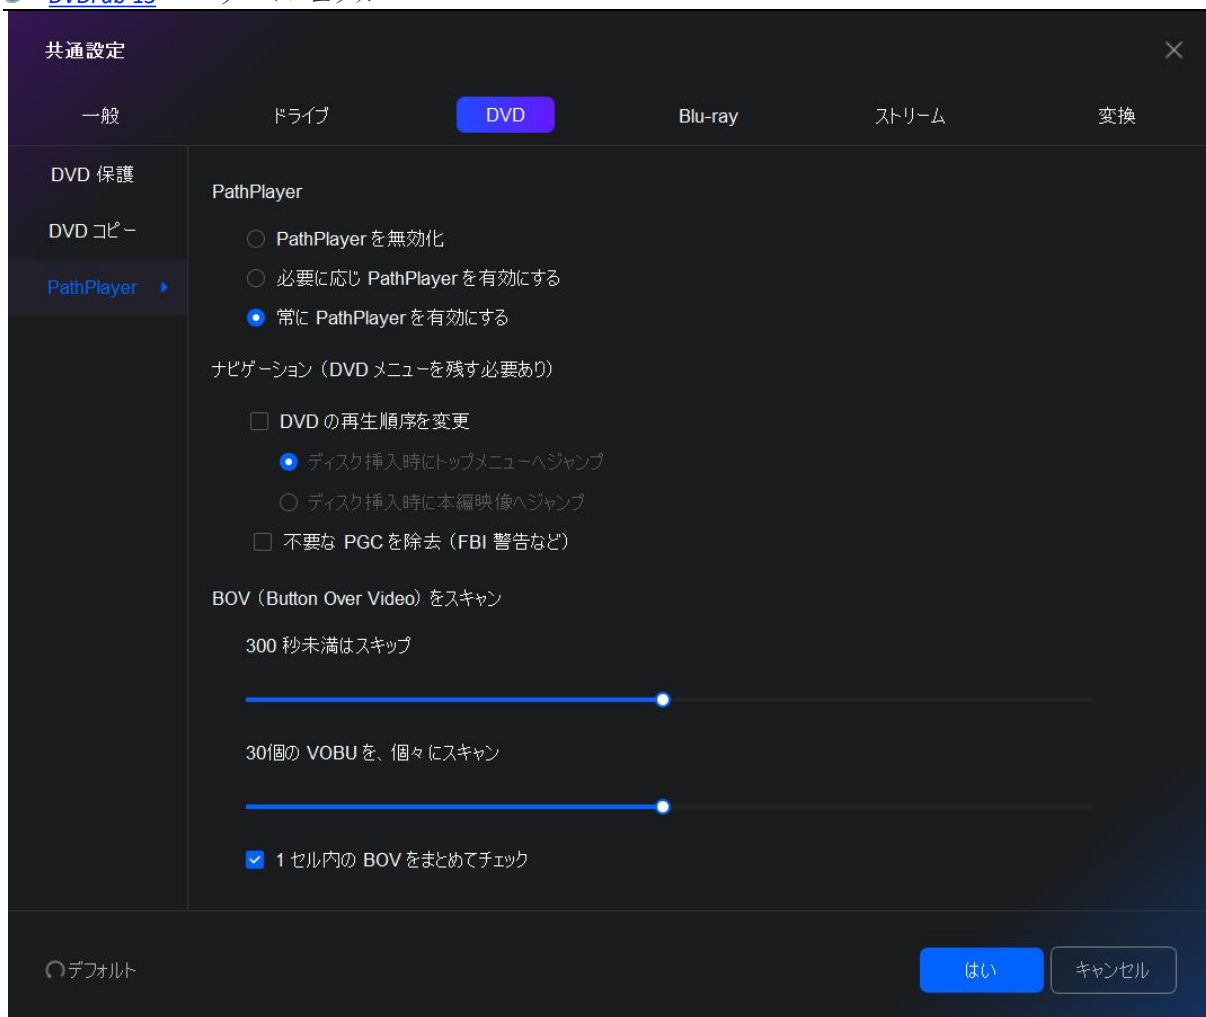 共通設定
一般 ドライブ DVD Blu-ray ストリーム 変換
DVD 保護
DVD コピー
PathPlayer
PathPlayer
PathPlayer を無効化
必要に応じ PathPlayer を有効にする
常に PathPlayer を有効にする
ナビゲーション（DVD メニューを残す必要あり）
DVD の再生順序を変更
ディスク挿入時にトップメニューへジャンプ
ディスク挿入時に本編映像へジャンプ
不要な PGC を除去（FBI 警告など）
BOV（Button Over Video）をスキャン
300 秒未満はスキップ
30個の VOBU を、個々にスキャン
1 セル内の BOV をまとめてチェック
デフォルト
はい キャンセル